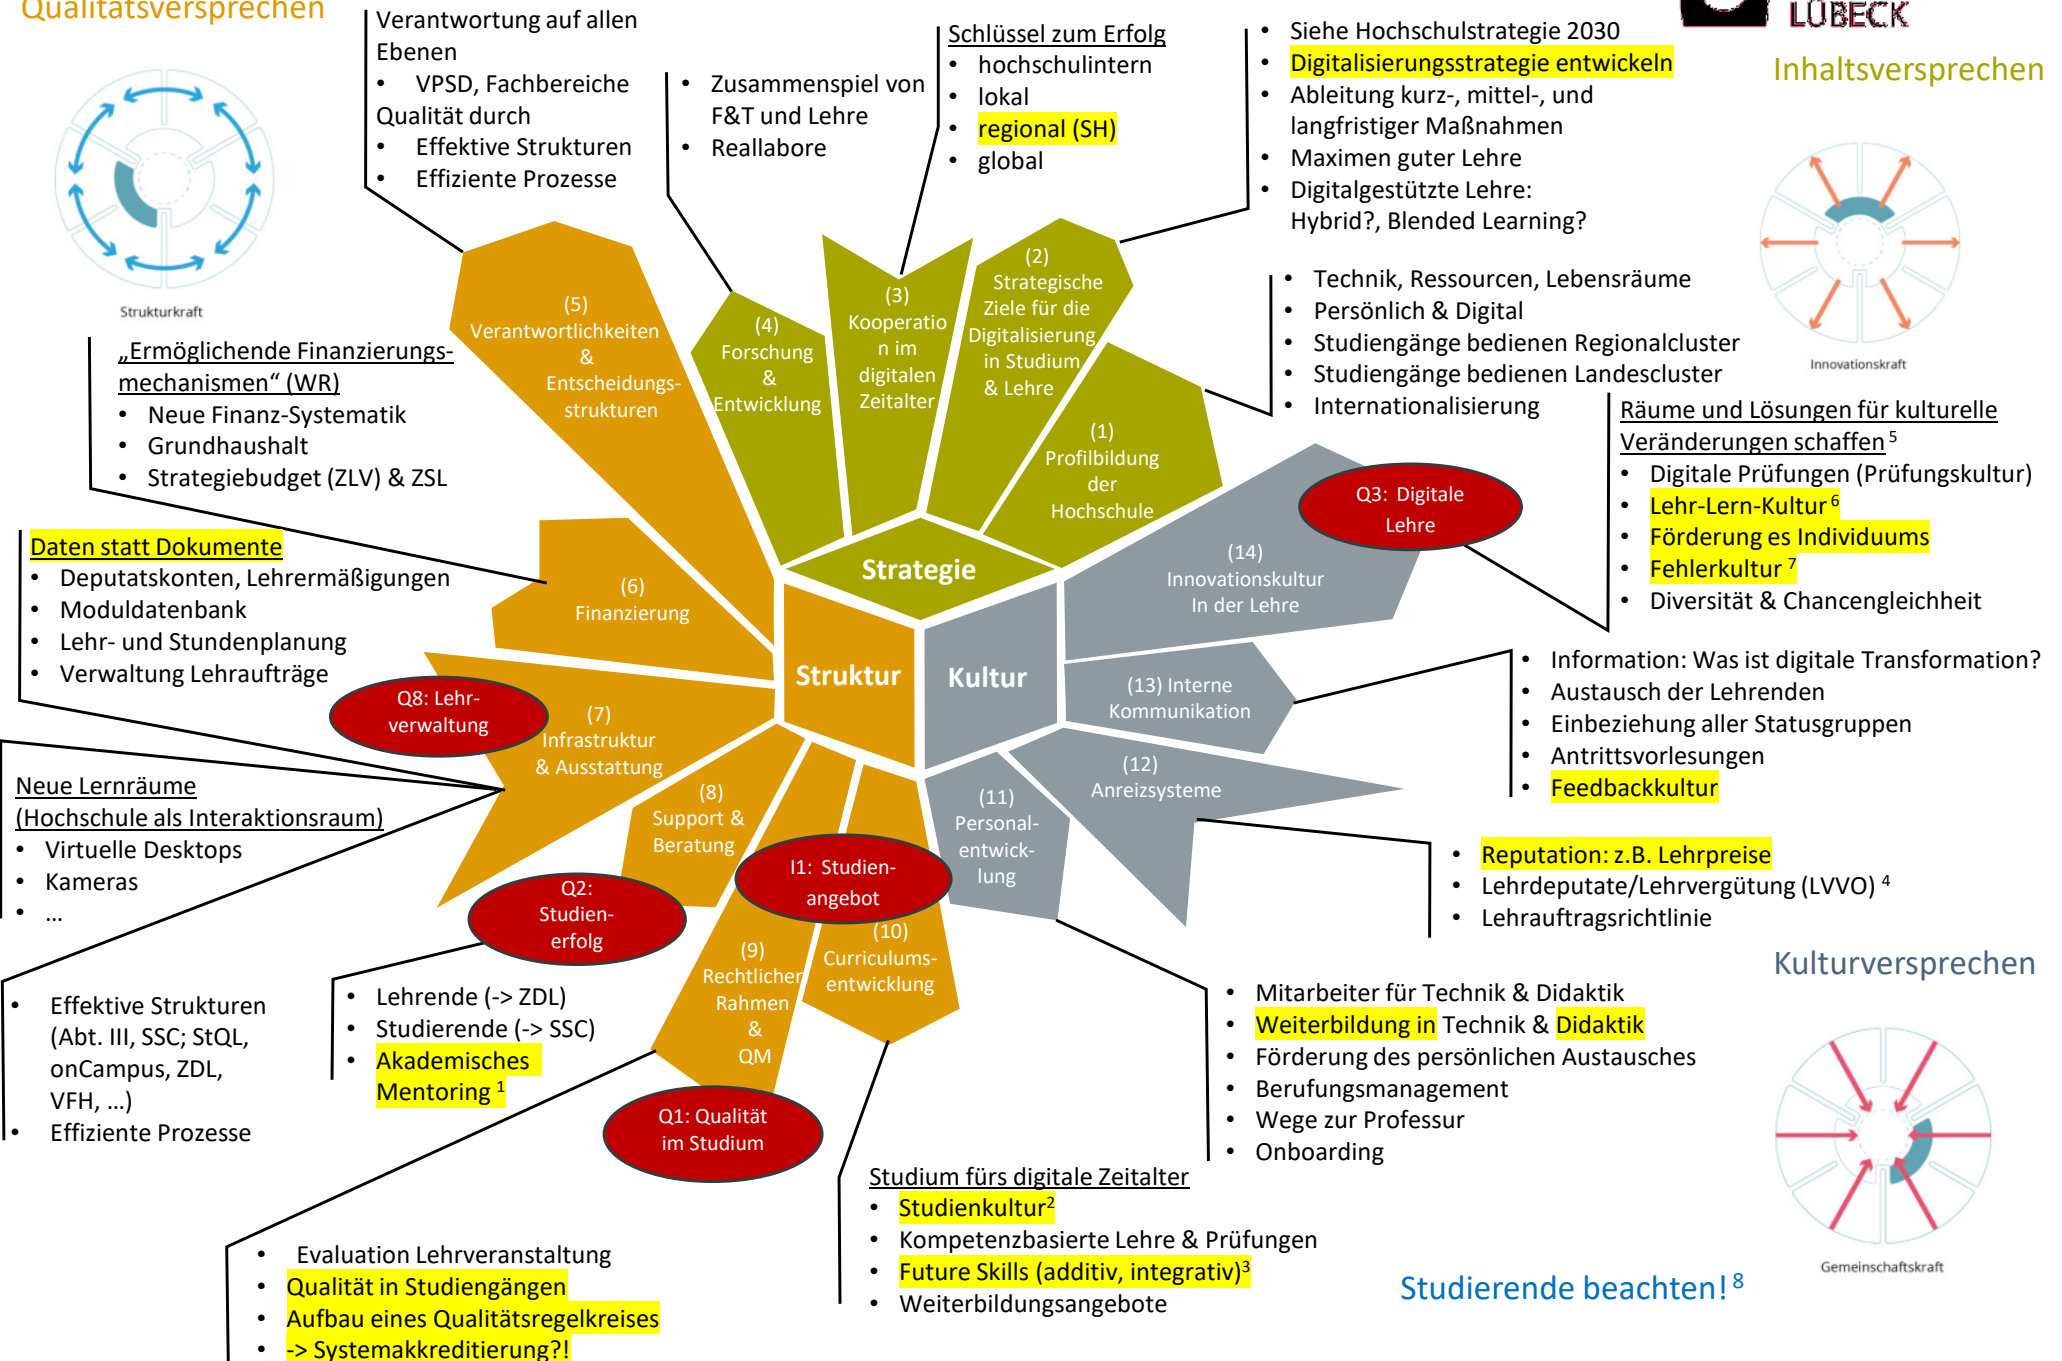 Qualitätsversprechen
Strukturkraft
Verantwortung auf allen
Ebenen
• VPSD, Fachbereiche
Qualität durch
• Effektive Strukturen
• Effiziente Prozesse
• Zusammenspiel von
F&T und Lehre
• Reallabore
Schlüssel zum Erfolg
• hochschulintern
• lokal
• regional (SH)
• global
• Siehe Hochschulstrategie 2030
• Digitalisierungsstrategie entwickeln
• Ableitung kurz-, mittel-, und
langfristiger Maßnahmen
• Maximen guter Lehre
• Digitalgestützte Lehre:
Hybrid?, Blended Learning?
LÜBECK
Inhaltsversprechen
Innovationskraft
• Technik, Ressourcen, Lebensräume
• Persönlich & Digital
• Studiengänge bedienen Regionalcluster
• Studiengänge bedienen Landescluster
• Internationalisierung
„Ermöglichende Finanzierungs-
mechanismen“ (WR)
• Neue Finanz-Systematik
• Grundhaushalt
• Strategiebudget (ZLV) & ZSL
Daten statt Dokumente
• Deputatskonten, Lehrermäßigungen
• Moduldatenbank
• Lehr- und Stundenplanung
• Verwaltung Lehraufträge
Neue Lernräume
(Hochschule als Interaktionsraum)
• Virtuelle Desktops
• Kameras
• …
• Effektive Strukturen
(Abt. III, SSC; StQL,
onCampus, ZDL,
VFH, …)
• Effiziente Prozesse
(5)
Verantwortlichkeiten
&
Entscheidungs-
strukturen
(4)
Forschung
&
Entwicklung
(3)
Kooperatio
n im
digitalen
Zeitalter
(2)
Strategische
Ziele für die
Digitalisierung
in Studium
& Lehre
(1)
Profilbildung
der
Hochschule
Strategie
Struktur
Kultur
(6)
Finanzierung
(7)
Infrastruktur
& Ausstattung
(8)
Support &
Beratung
(9)
Rechtlicher
Rahmen
&
QM
(10)
Curriculums-
entwicklung
(11)
Personal-
entwick-
lung
(12)
Anreizsysteme
(13) Interne
Kommunikation
(14)
Innovationskultur
In der Lehre
Q3: Digitale
Lehre
Q8: Lehr-
verwaltung
Q2:
Studien-
erfolg
I1: Studien-
angebot
Q1: Qualität
im Studium
Räume und Lösungen für kulturelle
Veränderungen schaffen 5
• Digitale Prüfungen (Prüfungskultur)
• Lehr-Lern-Kultur 6
• Förderung es Individuums
• Fehlerkultur 7
• Diversität & Chancengleichheit
• Information: Was ist digitale Transformation?
• Austausch der Lehrenden
• Einbeziehung aller Statusgruppen
• Antrittsvorlesungen
• Feedbackkultur
• Reputation: z.B. Lehrpreise
• Lehrdeputate/Lehrvergütung (LVVO) 4
• Lehrauftragsrichtlinie
Kulturversprechen
Gemeinschaftskraft
• Mitarbeiter für Technik & Didaktik
• Weiterbildung in Technik & Didaktik
• Förderung des persönlichen Austausches
• Berufungsmanagement
• Wege zur Professur
• Onboarding
• Lehrende (-> ZDL)
• Studierende (-> SSC)
• Akademisches
Mentoring 1
• Evaluation Lehrveranstaltung
• Qualität in Studiengängen
• Aufbau eines Qualitätsregelkreises
• -> Systemakkreditierung?!
Studium fürs digitale Zeitalter
• Studienkultur2
• Kompetenzbasierte Lehre & Prüfungen
• Future Skills (additiv, integrativ)3
• Weiterbildungsangebote
Studierende beachten! 8